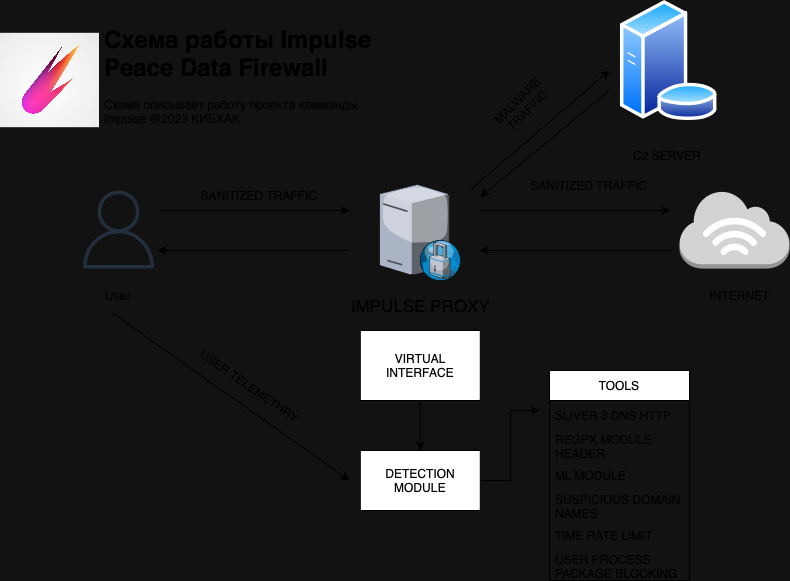 Схема работы Impulse
Peace Data Firewall
Схема описывает работу проекта комманды
Impulse @2023 КИБХАК
MALWARE
TRAFFIC
C2 SERVER
SANITIZED TRAFFIC
SANITIZED TRAFFIC
User
IMPULSE PROXY
INTERNET
USER TELEMETHRY
VIRTUAL
INTERFACE
DETECTION
MODULE
TOOLS
SLIVER 3 DNS HTTP
REGPX MODULE
HEADER
ML MODULE
SUSPICIOUS DOMAIN
NAMES
TIME RATE LIMIT
USER PROCESS
PACKAGE BLOCKING